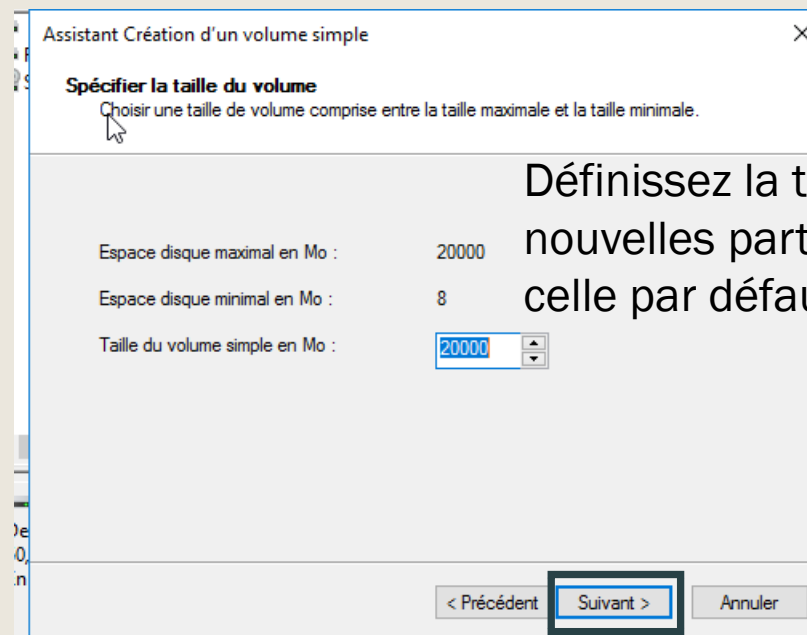 Assistant Création d'un volume simple
Spécifier la taille du volume
Choisir une taille de volume comprise entre la taille maximale et la taille minimale.
Définissez la t
nouvelles part
celle par défau
Espace disque maximal en Mo : 20000
Espace disque minimal en Mo : 8
Taille du volume simple en Mo : 20000
< Précédent Suivant > Annuler